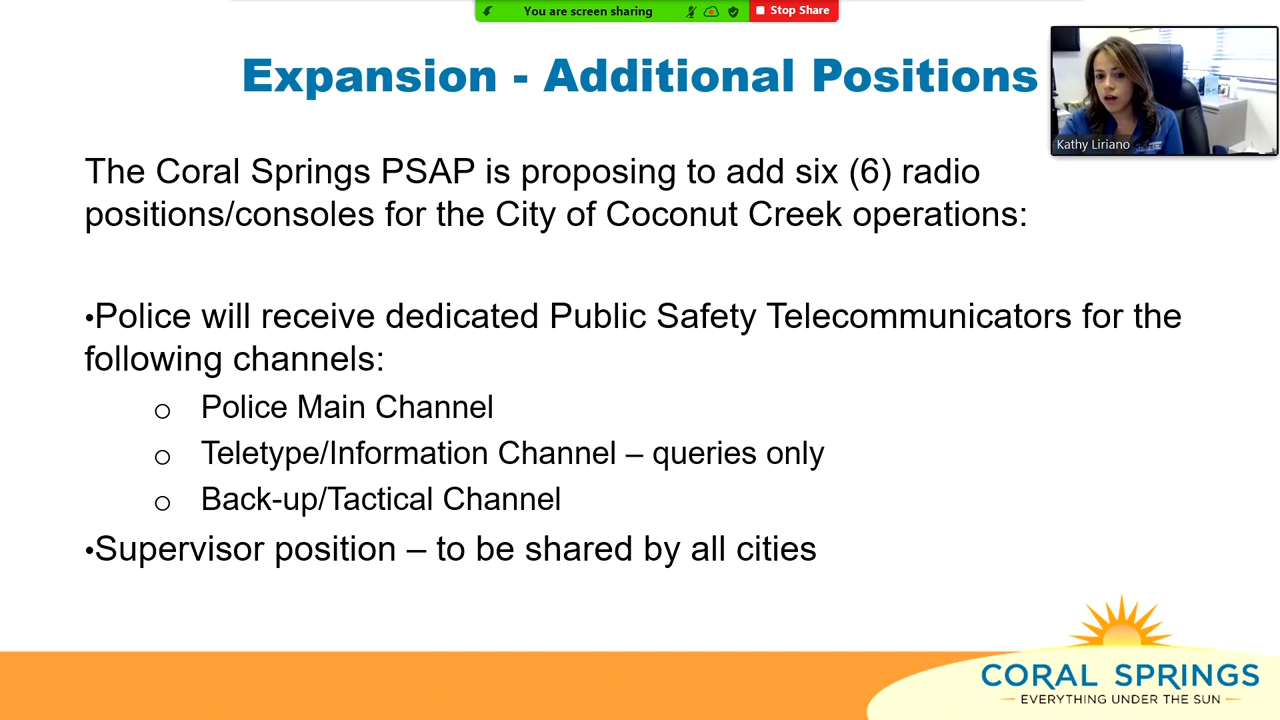 You are screen sharing
Stop Share
Expansion - Additional Positions
Kathy Liriano
The Coral Springs PSAP is proposing to add six (6) radio
positions/consoles for the City of Coconut Creek operations:
•Police will receive dedicated Public Safety Telecommunicators for the
following channels:
o Police Main Channel
o Teletype/Information Channel – queries only
o Back-up/Tactical Channel
•Supervisor position – to be shared by all cities
CORAL SPRINGS
EVERYTHING UNDER THE SUN